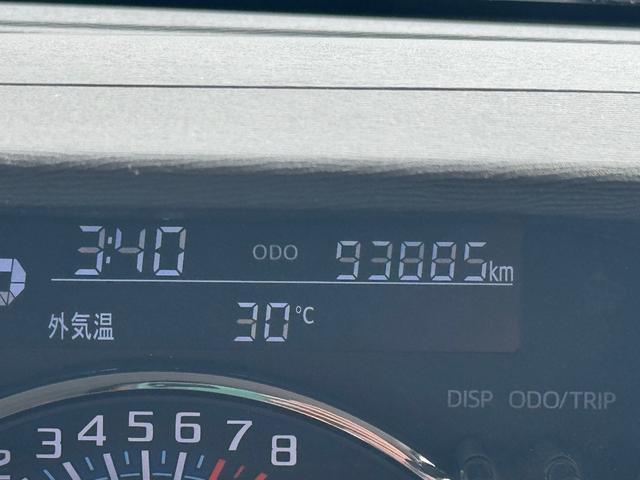 3:40 ODO 93885km
外気温 30℃
DISP ODO/TRIP
3 4 5 6 7 8